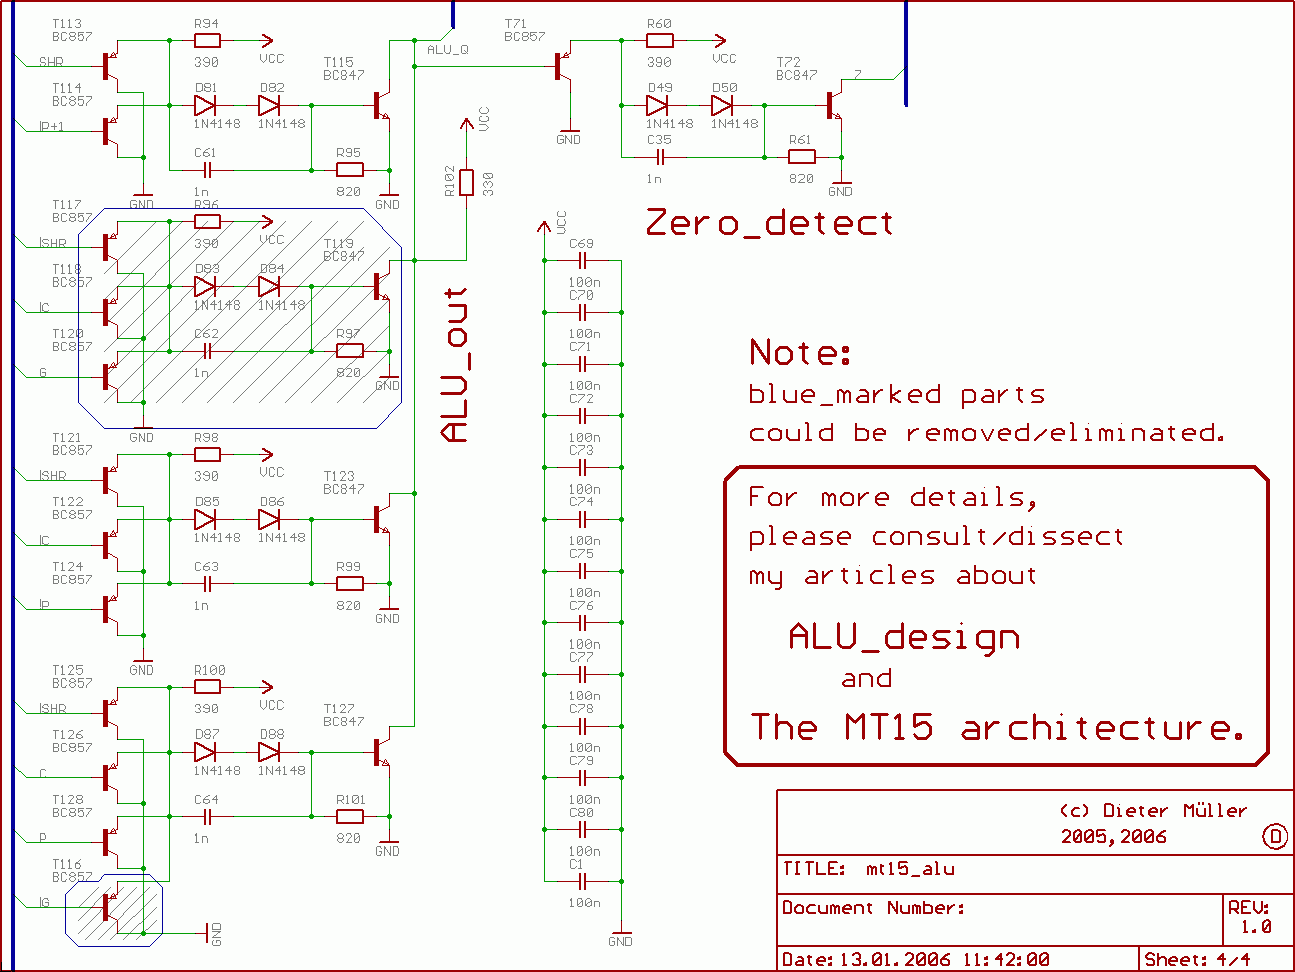 T113
BC857
SHR
R94
390
VCC
T114
BC857
IP+1
D81
1N4148
D82
1N4148
T115
BC847
C61
1n
R95
820
GND
GND
ALU_Q
VCC
R102
330
T71
BC857
GND
R60
390
VCC
D49
1N4148
D50
1N4148
T72
BC847
Z
C35
1n
R61
820
GND
Zero_detect
T117
BC857
ISHR
R96
390
VCC
T118
BC857
IC
D83
1N4148
D84
1N4148
T119
BC847
T120
BC857
G
C62
1n
R97
820
GND
GND
ALU_out
T121
BC857
ISHR
R98
390
VCC
T122
BC857
IC
D85
1N4148
D86
1N4148
T123
BC847
T124
BC857
IP
C63
1n
R99
820
GND
GND
T125
BC857
ISHR
R100
390
VCC
T126
BC857
C
D87
1N4148
D88
1N4148
T127
BC847
T128
BC857
P
C64
1n
R101
820
GND
T116
BC857
IG
GND
VCC
C69
100n
C70
100n
C71
100n
C72
100n
C73
100n
C74
100n
C75
100n
C76
100n
C77
100n
C78
100n
C79
100n
C80
100n
C1
100n
GND
Note:
blue_marked parts
could be removed/eliminated.
For more details,
please consult/dissect
my articles about
ALU_design
and
The MT15 architecture.
(c) Dieter Müller
2005,2006
D
TITLE: mt15_alu
Document Number:
REV:
1.0
Date: 13.01.2006 11:42:00
Sheet: 4/4